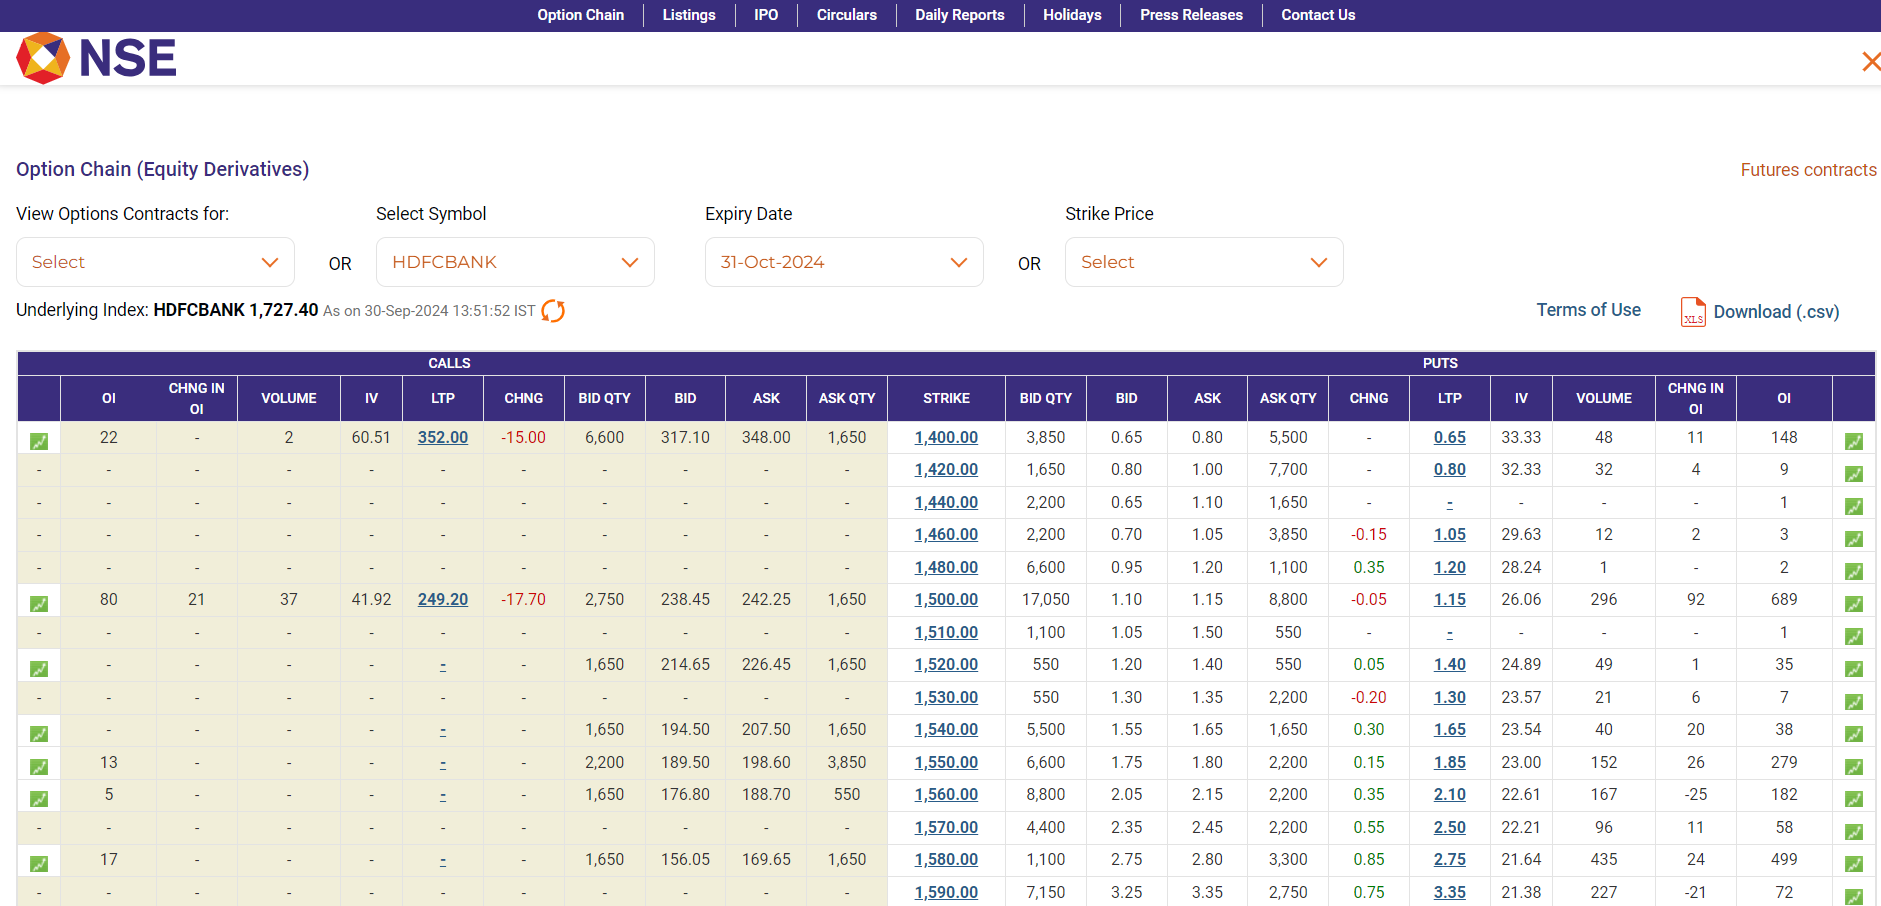 Option Chain Listings IPO Circulars Daily Reports Holidays Press Releases Contact Us
NSE
Option Chain (Equity Derivatives) Futures contracts
View Options Contracts for: Select Symbol Expiry Date Strike Price
Select OR HDFCBANK 31-Oct-2024 OR Select
Underlying Index: HDFCBANK 1,727.40 As on 30-Sep-2024 13:51:52 IST Terms of Use XLS Download (.csv)
CALLS PUTS
OI CHNG IN OI VOLUME IV LTP CHNG BID QTY BID ASK ASK QTY STRIKE BID QTY BID ASK ASK QTY CHNG LTP IV VOLUME CHNG IN OI OI
22 - 2 60.51 352.00 -15.00 6,600 317.10 348.00 1,650 1,400.00 3,850 0.65 0.80 5,500 - 0.65 33.33 48 11 148
- - - - - - - - - - - 1,420.00 1,650 0.80 1.00 7,700 - 0.80 32.33 32 4 9
- - - - - - - - - - - 1,440.00 2,200 0.65 1.10 1,650 - - - - - 1
- - - - - - - - - - - 1,460.00 2,200 0.70 1.05 3,850 -0.15 1.05 29.63 12 2 3
- - - - - - - - - - - 1,480.00 6,600 0.95 1.20 1,100 0.35 1.20 28.24 1 - 2
80 21 37 41.92 249.20 -17.70 2,750 238.45 242.25 1,650 1,500.00 17,050 1.10 1.15 8,800 -0.05 1.15 26.06 296 92 689
- - - - - - - - - - - 1,510.00 1,100 1.05 1.50 550 - - - - - 1
- - - - - - 1,650 214.65 226.45 1,650 1,520.00 550 1.20 1.40 550 0.05 1.40 24.89 49 1 35
- - - - - - - - - - - 1,530.00 550 1.30 1.35 2,200 -0.20 1.30 23.57 21 6 7
- - - - - - 1,650 194.50 207.50 1,650 1,540.00 5,500 1.55 1.65 1,650 0.30 1.65 23.54 40 20 38
13 - - - - - 2,200 189.50 198.60 3,850 1,550.00 6,600 1.75 1.80 2,200 0.15 1.85 23.00 152 26 279
5 - - - - - 1,650 176.80 188.70 550 1,560.00 8,800 2.05 2.15 2,200 0.35 2.10 22.61 167 -25 182
- - - - - - - - - - - 1,570.00 4,400 2.35 2.45 2,200 0.55 2.50 22.21 96 11 58
17 - - - - - 1,650 156.05 169.65 1,650 1,580.00 1,100 2.75 2.80 3,300 0.85 2.75 21.64 435 24 499
- - - - - - - - - - - 1,590.00 7,150 3.25 3.35 2,750 0.75 3.35 21.38 227 -21 72